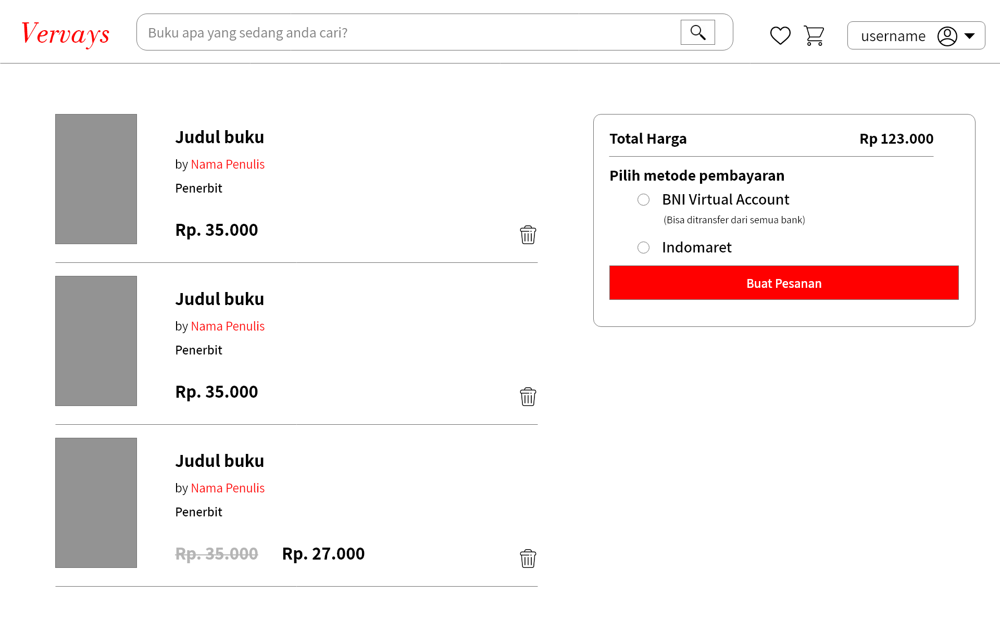 Vervays
Buku apa yang sedang anda cari?
username
Judul buku
by Nama Penulis
Penerbit
Rp. 35.000
Judul buku
by Nama Penulis
Penerbit
Rp. 35.000
Judul buku
by Nama Penulis
Penerbit
Rp. 35.000 Rp. 27.000
Total Harga Rp 123.000
Pilih metode pembayaran
BNI Virtual Account
(Bisa ditransfer dari semua bank)
Indomaret
Buat Pesanan